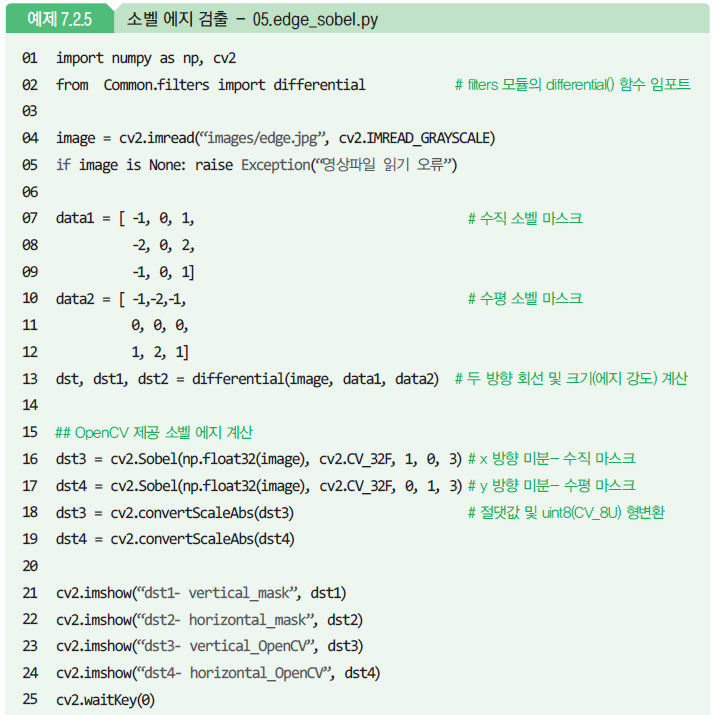 예제 7.2.5 소벨 에지 검출 - 05.edge_sobel.py
01 import numpy as np, cv2
02 from Common.filters import differential # filters 모듈의 differential() 함수 임포트
03
04 image = cv2.imread(“images/edge.jpg”, cv2.IMREAD_GRAYSCALE)
05 if image is None: raise Exception(“영상파일 읽기 오류”)
06
07 data1 = [ -1, 0, 1, # 수직 소벨 마스크
08 -2, 0, 2,
09 -1, 0, 1]
10 data2 = [ -1,-2,-1, # 수평 소벨 마스크
11 0, 0, 0,
12 1, 2, 1]
13 dst, dst1, dst2 = differential(image, data1, data2) # 두 방향 회선 및 크기(에지 강도) 계산
14
15 ## OpenCV 제공 소벨 에지 계산
16 dst3 = cv2.Sobel(np.float32(image), cv2.CV_32F, 1, 0, 3) # x 방향 미분- 수직 마스크
17 dst4 = cv2.Sobel(np.float32(image), cv2.CV_32F, 0, 1, 3) # y 방향 미분- 수평 마스크
18 dst3 = cv2.convertScaleAbs(dst3) # 절댓값 및 uint8(CV_8U) 형변환
19 dst4 = cv2.convertScaleAbs(dst4)
20
21 cv2.imshow(“dst1- vertical_mask”, dst1)
22 cv2.imshow(“dst2- horizontal_mask”, dst2)
23 cv2.imshow(“dst3- vertical_OpenCV”, dst3)
24 cv2.imshow(“dst4- horizontal_OpenCV”, dst4)
25 cv2.waitKey(0)